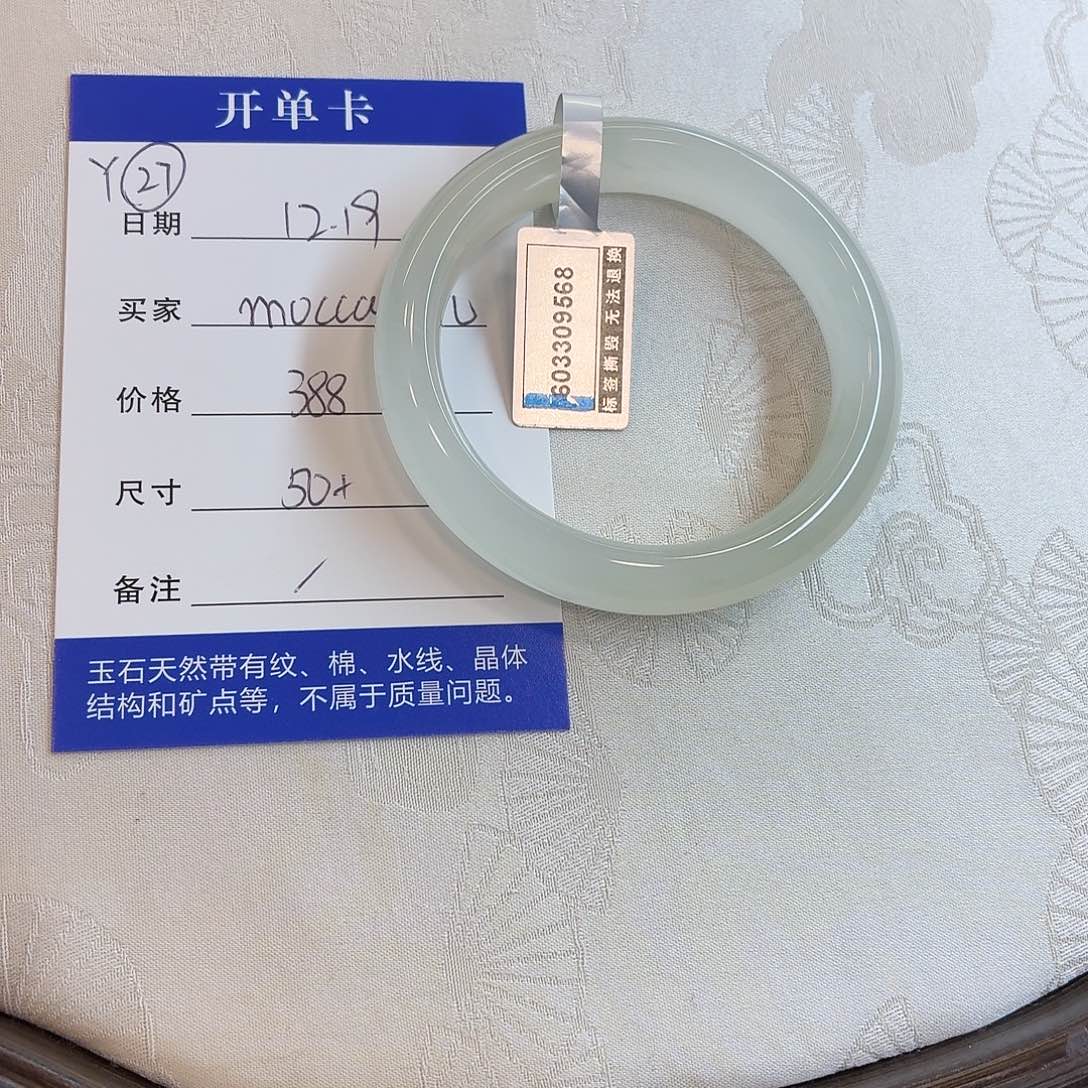 开单卡
Y 27
日期 12.19
买家 mocca
价格 388
尺寸 50+
备注 /
玉石天然带有纹、棉、水线、晶体
结构和矿点等，不属于质量问题。
603309568
标签撕毁 无法退换